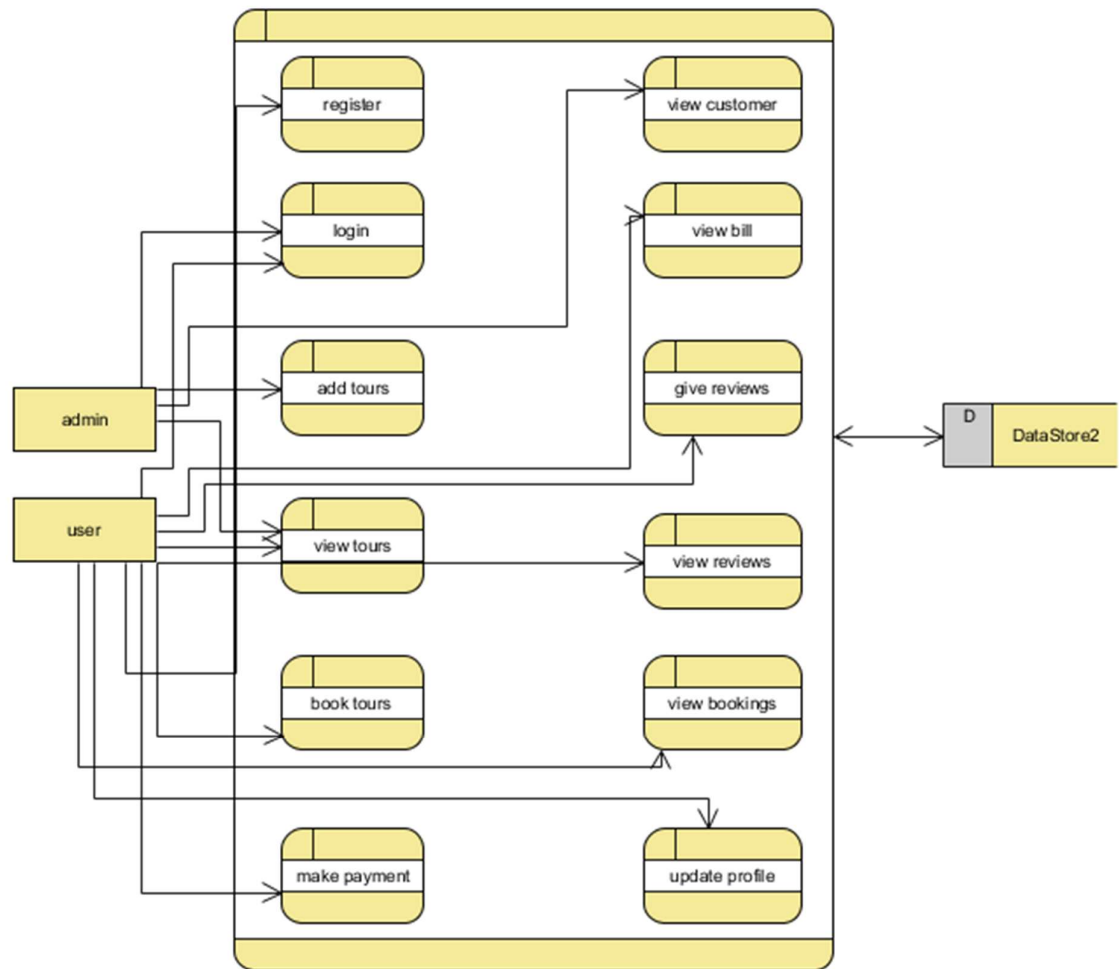 register
view customer
login
view bill
add tours
give reviews
admin
D
DataStore2
user
view tours
view reviews
book tours
view bookings
make payment
update profile